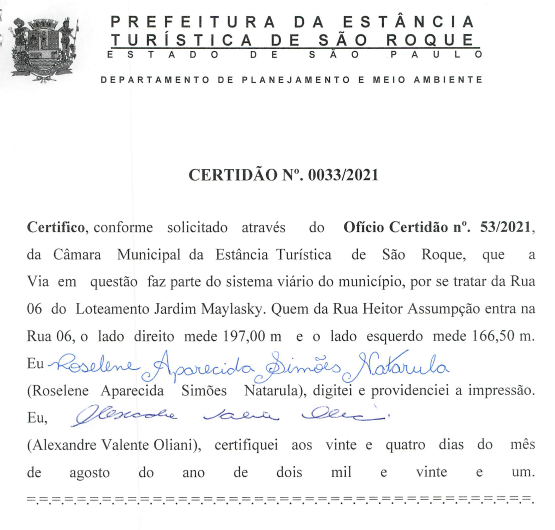 PREFEITURA DA ESTÂNCIA
TURÍSTICA DE SÃO ROQUE
ESTADO DE SÃO PAULO
DEPARTAMENTO DE PLANEJAMENTO E MEIO AMBIENTE
CERTIDÃO Nº. 0033/2021
Certifico, conforme solicitado através do Ofício Certidão nº. 53/2021,
da Câmara Municipal da Estância Turística de São Roque, que a
Via em questão faz parte do sistema viário do município, por se tratar da Rua
06 do Loteamento Jardim Maylasky. Quem da Rua Heitor Assumpção entra na
Rua 06, o lado direito mede 197,00 m e o lado esquerdo mede 166,50 m.
Eu Roselene Aparecida Simões Natarula
(Roselene Aparecida Simões Natarula), digitei e providenciei a impressão.
Eu,
(Alexandre Valente Oliani), certifiquei aos vinte e quatro dias do mês
de agosto do ano de dois mil e vinte e um.